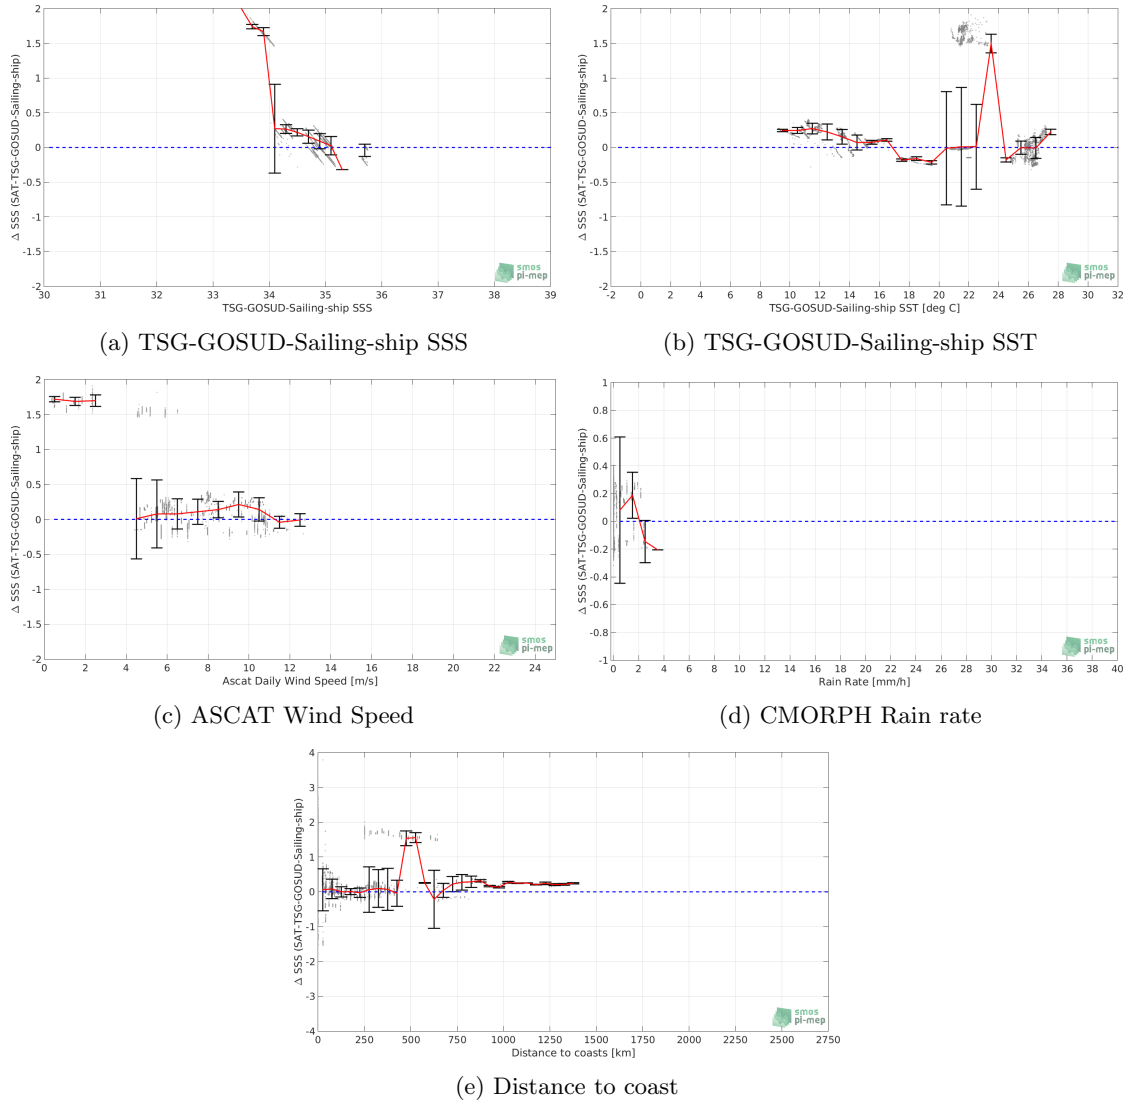 2
1.5
1
0.5
0
-0.5
-1
-1.5
-2
Δ SSS (SAT-TSG-GOSUD-Sailing-ship)
30 31 32 33 34 35 36 37 38 39
TSG-GOSUD-Sailing-ship SSS
smos
pi-mep
(a) TSG-GOSUD-Sailing-ship SSS
2
1.5
1
0.5
0
-0.5
-1
-1.5
-2
Δ SSS (SAT-TSG-GOSUD-Sailing-ship)
-2 0 2 4 6 8 10 12 14 16 18 20 22 24 26 28 30 32
TSG-GOSUD-Sailing-ship SST [deg C]
smos
pi-mep
(b) TSG-GOSUD-Sailing-ship SST
2
1.5
1
0.5
0
-0.5
-1
-1.5
-2
Δ SSS (SAT-TSG-GOSUD-Sailing-ship)
0 2 4 6 8 10 12 14 16 18 20 22 24
Ascat Daily Wind Speed [m/s]
smos
pi-mep
(c) ASCAT Wind Speed
1
0.8
0.6
0.4
0.2
0
-0.2
-0.4
-0.6
-0.8
-1
Δ SSS (SAT-TSG-GOSUD-Sailing-ship)
0 2 4 6 8 10 12 14 16 18 20 22 24 26 28 30 32 34 36 38 40
Rain Rate [mm/h]
smos
pi-mep
(d) CMORPH Rain rate
4
3
2
1
0
-1
-2
-3
-4
Δ SSS (SAT-TSG-GOSUD-Sailing-ship)
0 250 500 750 1000 1250 1500 1750 2000 2250 2500 2750
Distance to coasts [km]
smos
pi-mep
(e) Distance to coast